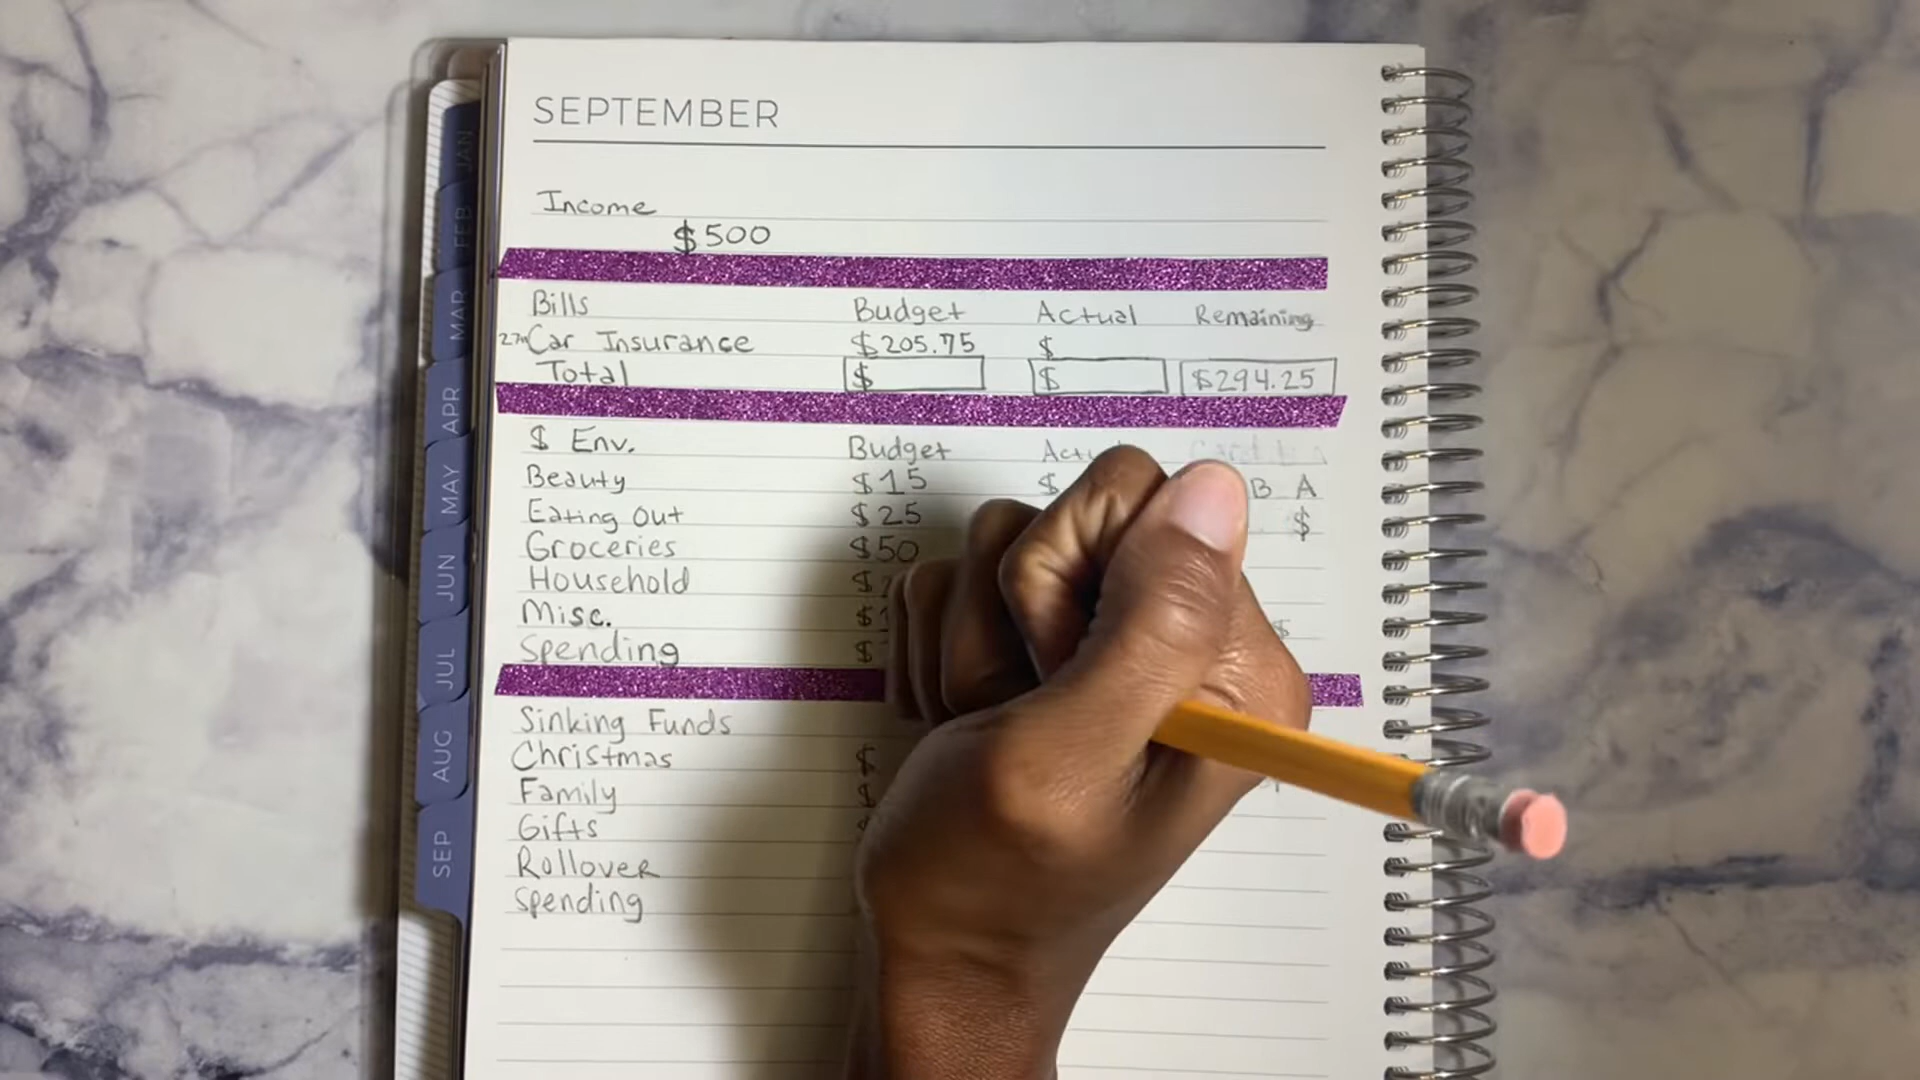 SEPTEMBER
Income
$500
Bills Budget Actual Remaining
27th Car Insurance $205.75 $
Total $ $ $294.25
$ Env. Budget
Beauty $15 $ B A
Eating Out $25 $
Groceries $50
Household $
Misc. $
Spending $
Sinking Funds
Christmas $
Family $
Gifts
Rollover
Spending
JAN
FEB
MAR
APR
MAY
JUN
JUL
AUG
SEP